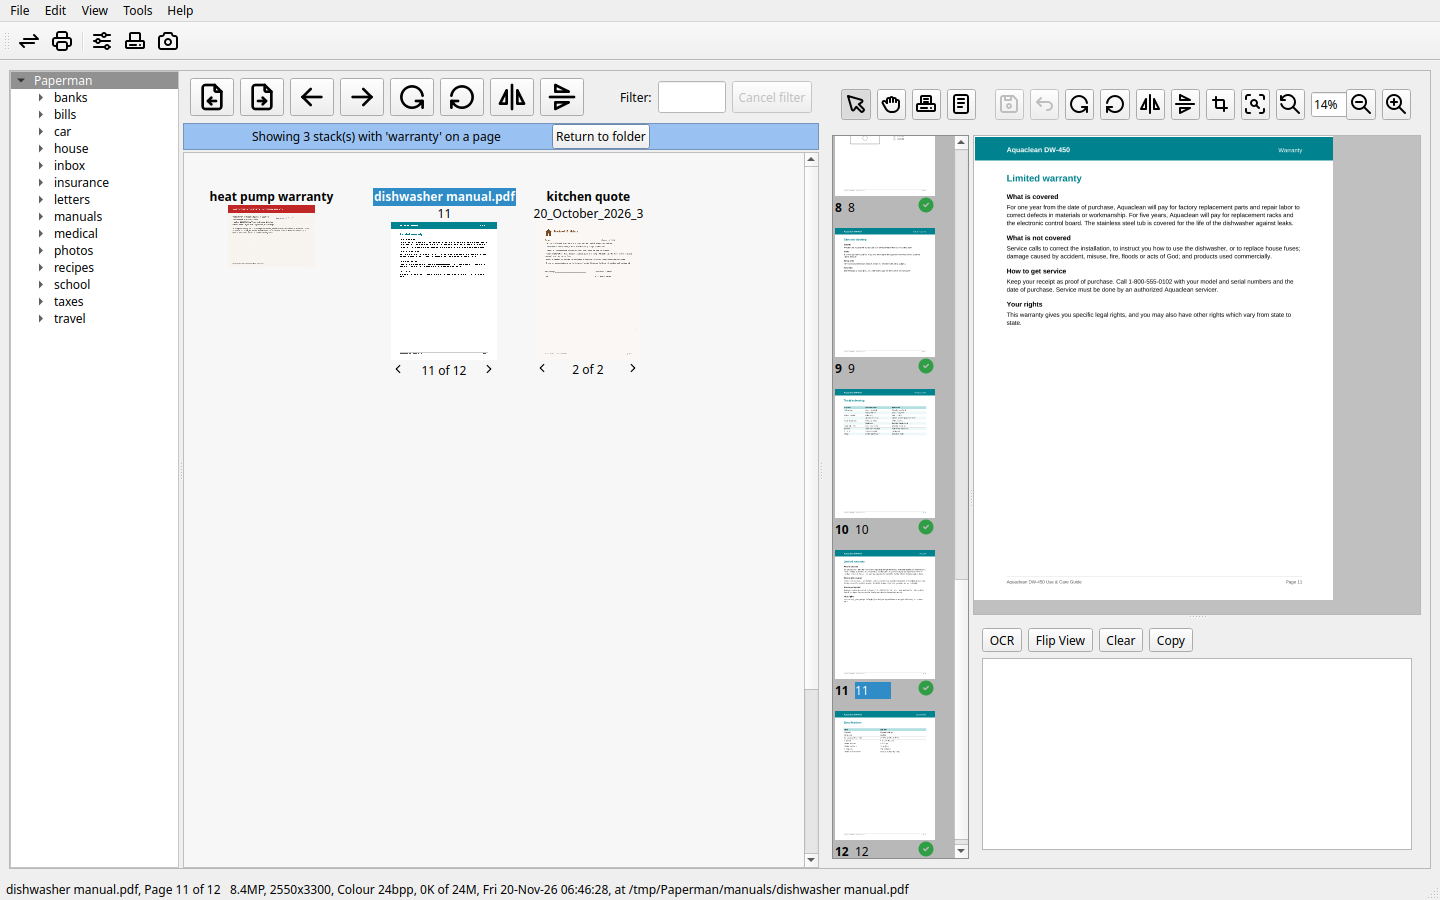 File Edit View Tools Help
Paperman
banks
bills
car
house
inbox
insurance
letters
manuals
medical
photos
recipes
school
taxes
travel
Filter:
Cancel filter
Showing 3 stack(s) with 'warranty' on a page
Return to folder
heat pump warranty
dishwasher manual.pdf
11
11 of 12
kitchen quote
20_October_2026_3
2 of 2
8 8
9 9
10 10
11 11
12 12
14%
Aquaclean DW-450 Warranty
Limited warranty
What is covered
For one year from the date of purchase, Aquaclean will pay for factory replacement parts and repair labor to
correct defects in materials or workmanship. For five years, Aquaclean will pay for replacement racks and
the electronic control board. The stainless steel tub is covered for the life of the dishwasher against leaks.
What is not covered
Service calls to correct the installation, to instruct you how to use the dishwasher, or to replace house fuses;
damage caused by accident, misuse, fire, floods or acts of God; and products used commercially.
How to get service
Keep your receipt as proof of purchase. Call 1-800-555-0102 with your model and serial numbers and the
date of purchase. Service must be done by an authorized Aquaclean servicer.
Your rights
This warranty gives you specific legal rights, and you may also have other rights which vary from state to
state.
Aquaclean DW-450 Use & Care Guide Page 11
OCR Flip View Clear Copy
dishwasher manual.pdf, Page 11 of 12 8.4MP, 2550x3300, Colour 24bpp, 0K of 24M, Fri 20-Nov-26 06:46:28, at /tmp/Paperman/manuals/dishwasher manual.pdf